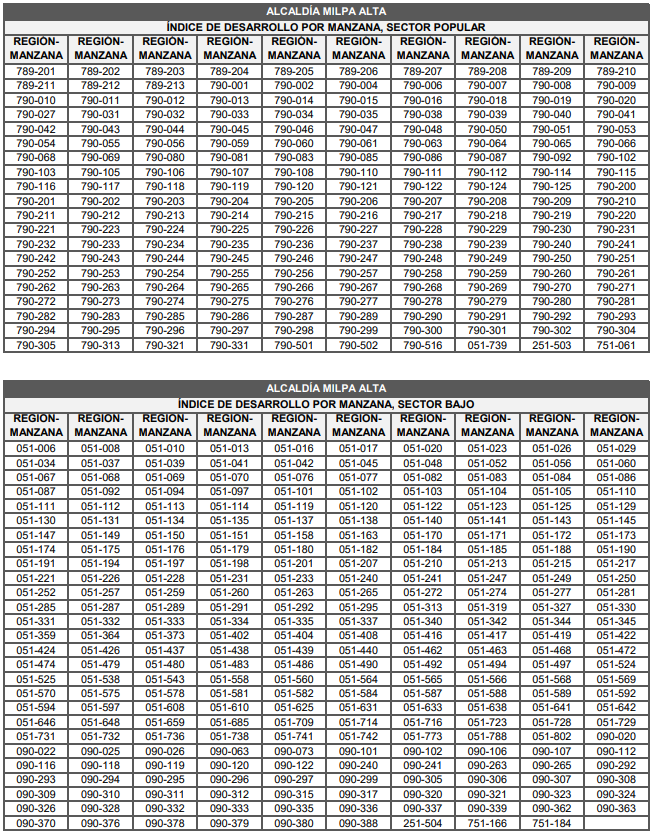 ALCALDÍA MILPA ALTA
ÍNDICE DE DESARROLLO POR MANZANA, SECTOR POPULAR
REGIÓN- REGIÓN- REGIÓN- REGIÓN- REGIÓN- REGIÓN- REGIÓN- REGIÓN- REGIÓN- REGIÓN-
MANZANA MANZANA MANZANA MANZANA MANZANA MANZANA MANZANA MANZANA MANZANA MANZANA
789-201 789-202 789-203 789-204 789-205 789-206 789-207 789-208 789-209 789-210
789-211 789-212 789-213 790-001 790-002 790-004 790-006 790-007 790-008 790-009
790-010 790-011 790-012 790-013 790-014 790-015 790-016 790-018 790-019 790-020
790-027 790-031 790-032 790-033 790-034 790-035 790-038 790-039 790-040 790-041
790-042 790-043 790-044 790-045 790-046 790-047 790-048 790-050 790-051 790-053
790-054 790-055 790-056 790-059 790-060 790-061 790-063 790-064 790-065 790-066
790-068 790-069 790-080 790-081 790-083 790-085 790-086 790-087 790-092 790-102
790-103 790-105 790-106 790-107 790-108 790-110 790-111 790-112 790-114 790-115
790-116 790-117 790-118 790-119 790-120 790-121 790-122 790-124 790-125 790-200
790-201 790-202 790-203 790-204 790-205 790-206 790-207 790-208 790-209 790-210
790-211 790-212 790-213 790-214 790-215 790-216 790-217 790-218 790-219 790-220
790-221 790-223 790-224 790-225 790-226 790-227 790-228 790-229 790-230 790-231
790-232 790-233 790-234 790-235 790-236 790-237 790-238 790-239 790-240 790-241
790-242 790-243 790-244 790-245 790-246 790-247 790-248 790-249 790-250 790-251
790-252 790-253 790-254 790-255 790-256 790-257 790-258 790-259 790-260 790-261
790-262 790-263 790-264 790-265 790-266 790-267 790-268 790-269 790-270 790-271
790-272 790-273 790-274 790-275 790-276 790-277 790-278 790-279 790-280 790-281
790-282 790-283 790-285 790-286 790-287 790-289 790-290 790-291 790-292 790-293
790-294 790-295 790-296 790-297 790-298 790-299 790-300 790-301 790-302 790-304
790-305 790-313 790-321 790-331 790-501 790-502 790-516 051-739 251-503 751-061
ALCALDÍA MILPA ALTA
ÍNDICE DE DESARROLLO POR MANZANA, SECTOR BAJO
REGIÓN- REGIÓN- REGIÓN- REGIÓN- REGIÓN- REGIÓN- REGIÓN- REGIÓN- REGIÓN- REGIÓN-
MANZANA MANZANA MANZANA MANZANA MANZANA MANZANA MANZANA MANZANA MANZANA MANZANA
051-006 051-008 051-010 051-013 051-016 051-017 051-020 051-023 051-026 051-029
051-034 051-037 051-039 051-041 051-042 051-045 051-048 051-052 051-056 051-060
051-067 051-068 051-069 051-070 051-076 051-077 051-082 051-083 051-084 051-086
051-087 051-092 051-094 051-097 051-101 051-102 051-103 051-104 051-105 051-110
051-111 051-112 051-113 051-114 051-119 051-120 051-122 051-123 051-125 051-129
051-130 051-131 051-134 051-135 051-137 051-138 051-140 051-141 051-143 051-145
051-147 051-149 051-150 051-151 051-158 051-163 051-170 051-171 051-172 051-173
051-174 051-175 051-176 051-179 051-180 051-182 051-184 051-185 051-188 051-190
051-191 051-194 051-197 051-198 051-201 051-207 051-210 051-213 051-215 051-217
051-221 051-226 051-228 051-231 051-233 051-240 051-241 051-247 051-249 051-250
051-252 051-257 051-259 051-260 051-263 051-265 051-272 051-274 051-277 051-281
051-285 051-287 051-289 051-291 051-292 051-295 051-313 051-319 051-327 051-330
051-331 051-332 051-333 051-334 051-335 051-337 051-340 051-342 051-344 051-345
051-359 051-364 051-373 051-402 051-404 051-408 051-416 051-417 051-419 051-422
051-424 051-426 051-437 051-438 051-439 051-440 051-462 051-463 051-468 051-472
051-474 051-479 051-480 051-483 051-486 051-490 051-492 051-494 051-497 051-524
051-525 051-538 051-543 051-558 051-560 051-564 051-565 051-566 051-568 051-569
051-570 051-575 051-578 051-581 051-582 051-584 051-587 051-588 051-589 051-592
051-594 051-597 051-608 051-610 051-625 051-631 051-633 051-638 051-641 051-642
051-646 051-648 051-659 051-685 051-709 051-714 051-716 051-723 051-728 051-729
051-731 051-732 051-736 051-738 051-741 051-742 051-773 051-788 051-802 090-020
090-022 090-025 090-026 090-063 090-073 090-101 090-102 090-106 090-107 090-112
090-116 090-118 090-119 090-120 090-122 090-240 090-241 090-263 090-265 090-292
090-293 090-294 090-295 090-296 090-297 090-299 090-305 090-306 090-307 090-308
090-309 090-310 090-311 090-312 090-315 090-317 090-320 090-321 090-323 090-324
090-326 090-328 090-332 090-333 090-335 090-336 090-337 090-339 090-362 090-363
090-370 090-376 090-378 090-379 090-380 090-388 251-504 751-166 751-184